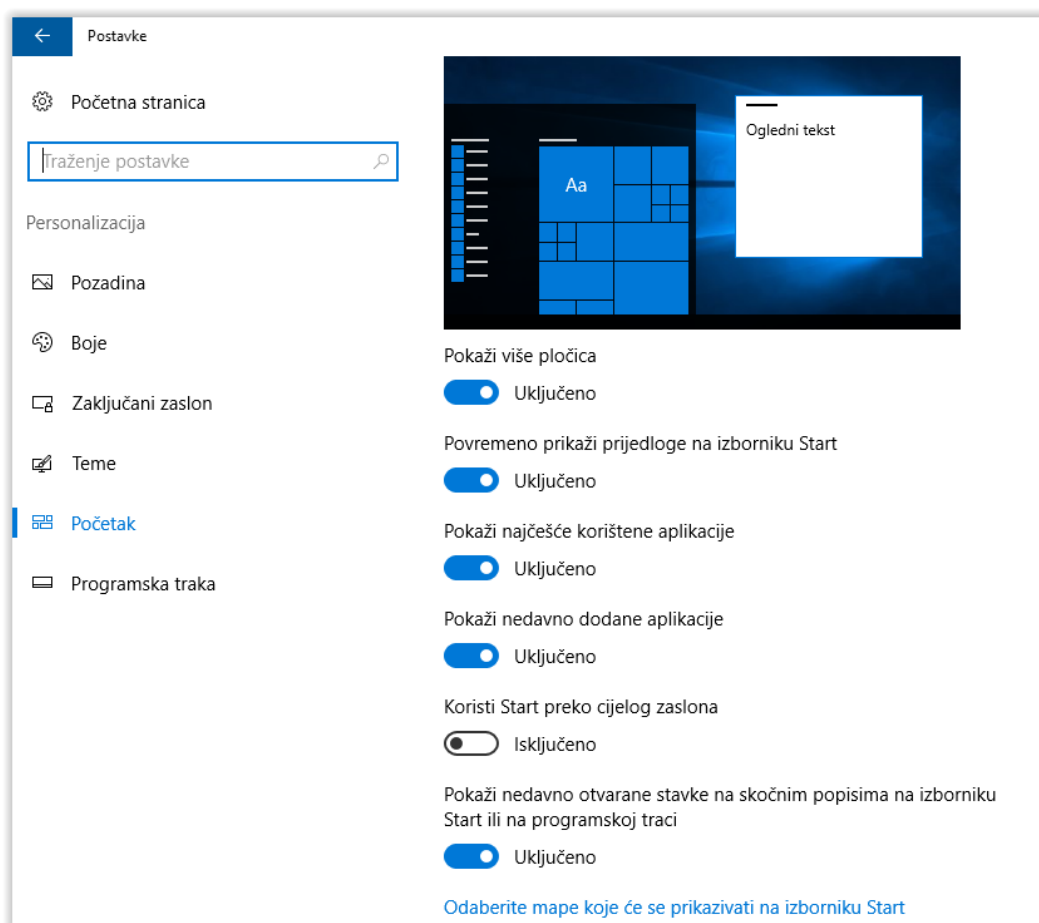 Postavke
Početna stranica
Traženje postavke
Personalizacija
Pozadina
Boje
Zaključani zaslon
Teme
Početak
Programska traka
Ogledni tekst
Aa
Pokaži više pločica
Uključeno
Povremeno prikaži prijedloge na izborniku Start
Uključeno
Pokaži najčešće korištene aplikacije
Uključeno
Pokaži nedavno dodane aplikacije
Uključeno
Koristi Start preko cijelog zaslona
Isključeno
Pokaži nedavno otvarane stavke na skočnim popisima na izborniku
Start ili na programskoj traci
Uključeno
Odaberite mape koje će se prikazivati na izborniku Start